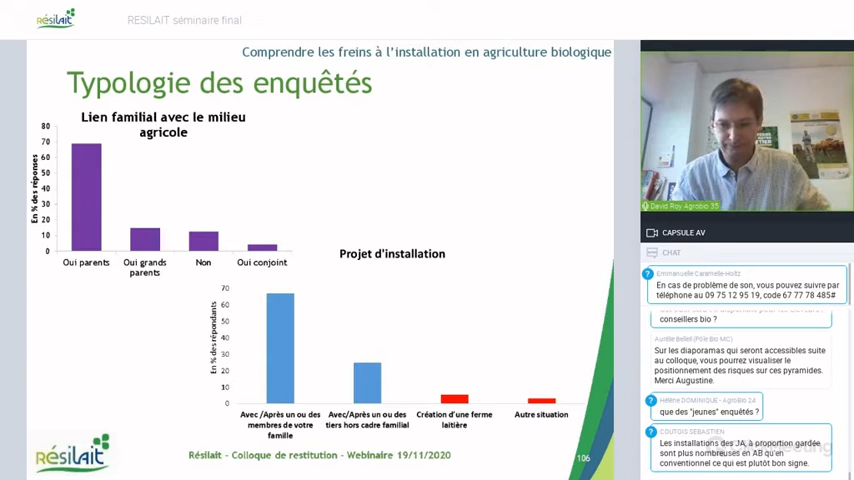 résilait
RESILAIT séminaire final
Comprendre les freins à l'installation en agriculture biologique
Typologie des enquêtés
Lien familial avec le milieu
agricole
En % des réponses
80
70
60
50
40
30
20
10
0
Oui parents
Oui grands
parents
Non
Oui conjoint
Projet d'installation
En % des répondants
70
60
50
40
30
20
10
0
Avec /Après un ou des
membres de votre
famille
Avec/Après un ou des
tiers hors cadre familial
Création d'une ferme
laitière
Autre situation
résilait
Résilait - Colloque de restitution - Webinaire 19/11/2020
106
David Roy Agrobio 35
CAPSULE AV
CHAT
Emmanuelle Caramelle-Holtz
En cas de problème de son, vous pouvez suivre par
téléphone au 09 75 12 95 19, code 67 77 78 485#
conseillers bio ?
Sur les diaporamas qui seront accessibles suite
au colloque, vous pourrez visualiser le
positionnement des risques sur ces pyramides.
Merci Augustine.
Hélène DOMINIQUE - AgroBio 24
que des "jeunes" enquêtés ?
COUTOIS SEBASTIEN
Les installations des JA, à proportion gardée
sont plus nombreuses en AB qu'en
conventionnel ce qui est plutôt bon signe.